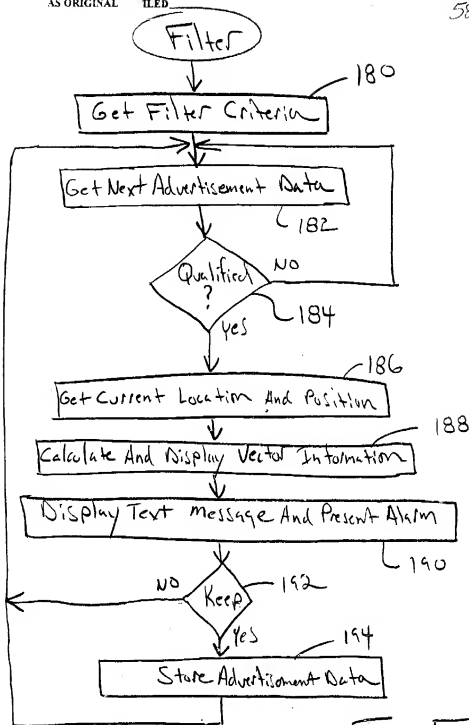 AS ORIGINAL
58
Filter
180
Get Filter Criteria
Get Next Advertisement Data
182
Qualified
?
NO
184
yes
186
Get Current Location And Position
188
Calculate And Display Vector Information
Display Text message And Present Alarm
190
NO
Keep
192
Yes
194
Store Advertisement Data